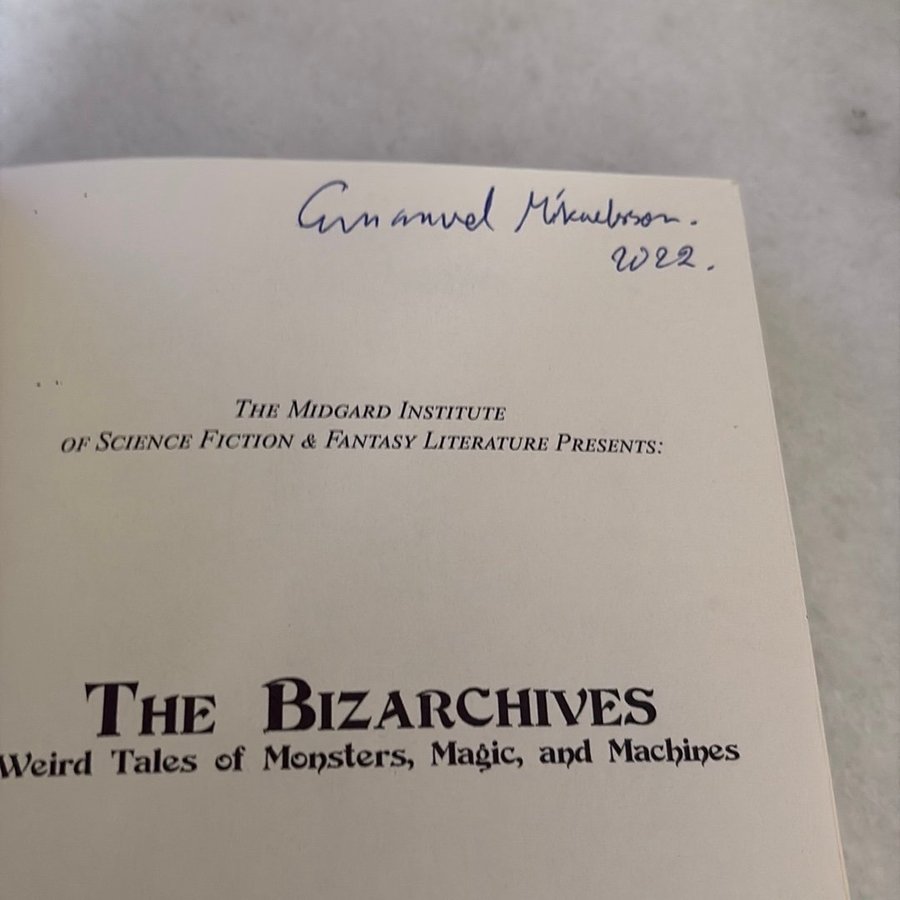 Emanuel Mikaelsson.
2022.
THE MIDGARD INSTITUTE
OF SCIENCE FICTION & FANTASY LITERATURE PRESENTS:
THE BIZARCHIVES
Weird Tales of Monsters, Magic, and Machines